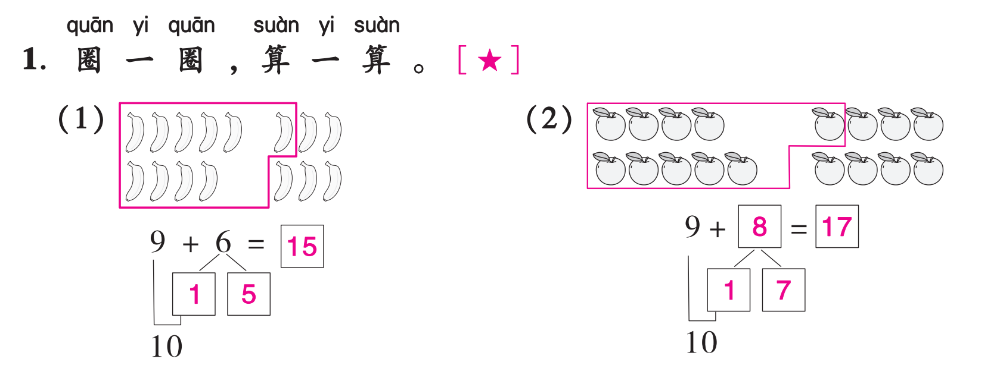 quān yi quān suàn yi suàn
1. 圈一圈，算一算。[★]
(1) (2)
9 + 6 = 15
1 5
10
9 + 8 = 17
1 7
10